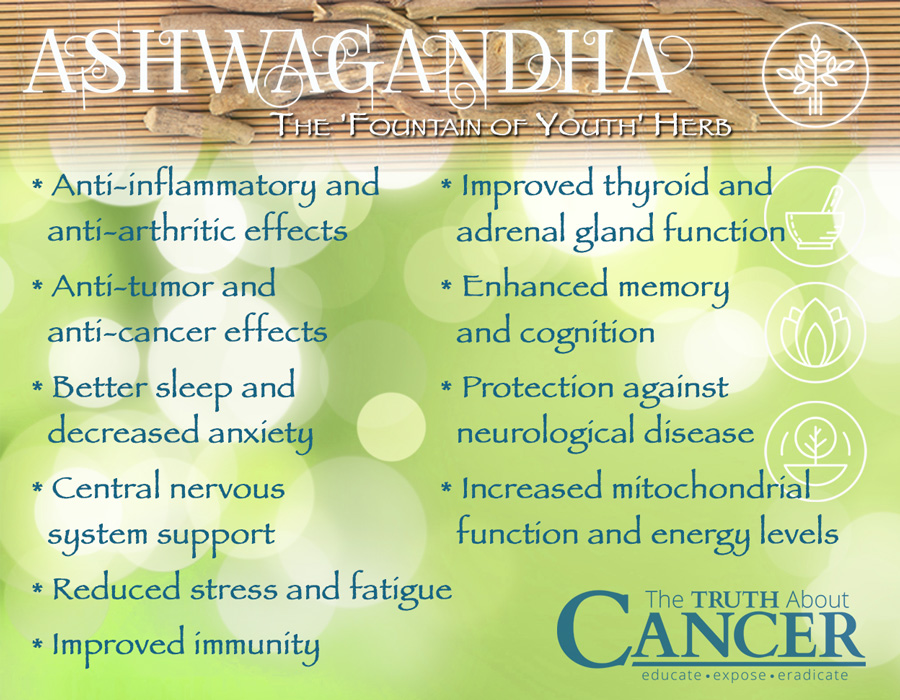 ASHWAGANDHA
THE 'FOUNTAIN OF YOUTH' HERB
* Anti-inflammatory and
anti-arthritic effects
* Anti-tumor and
anti-cancer effects
* Better sleep and
decreased anxiety
* Central nervous
system support
* Reduced stress and fatigue
* Improved immunity
* Improved thyroid and
adrenal gland function
* Enhanced memory
and cognition
* Protection against
neurological disease
* Increased mitochondrial
function and energy levels
The TRUTH About
CANCER
educate • expose • eradicate